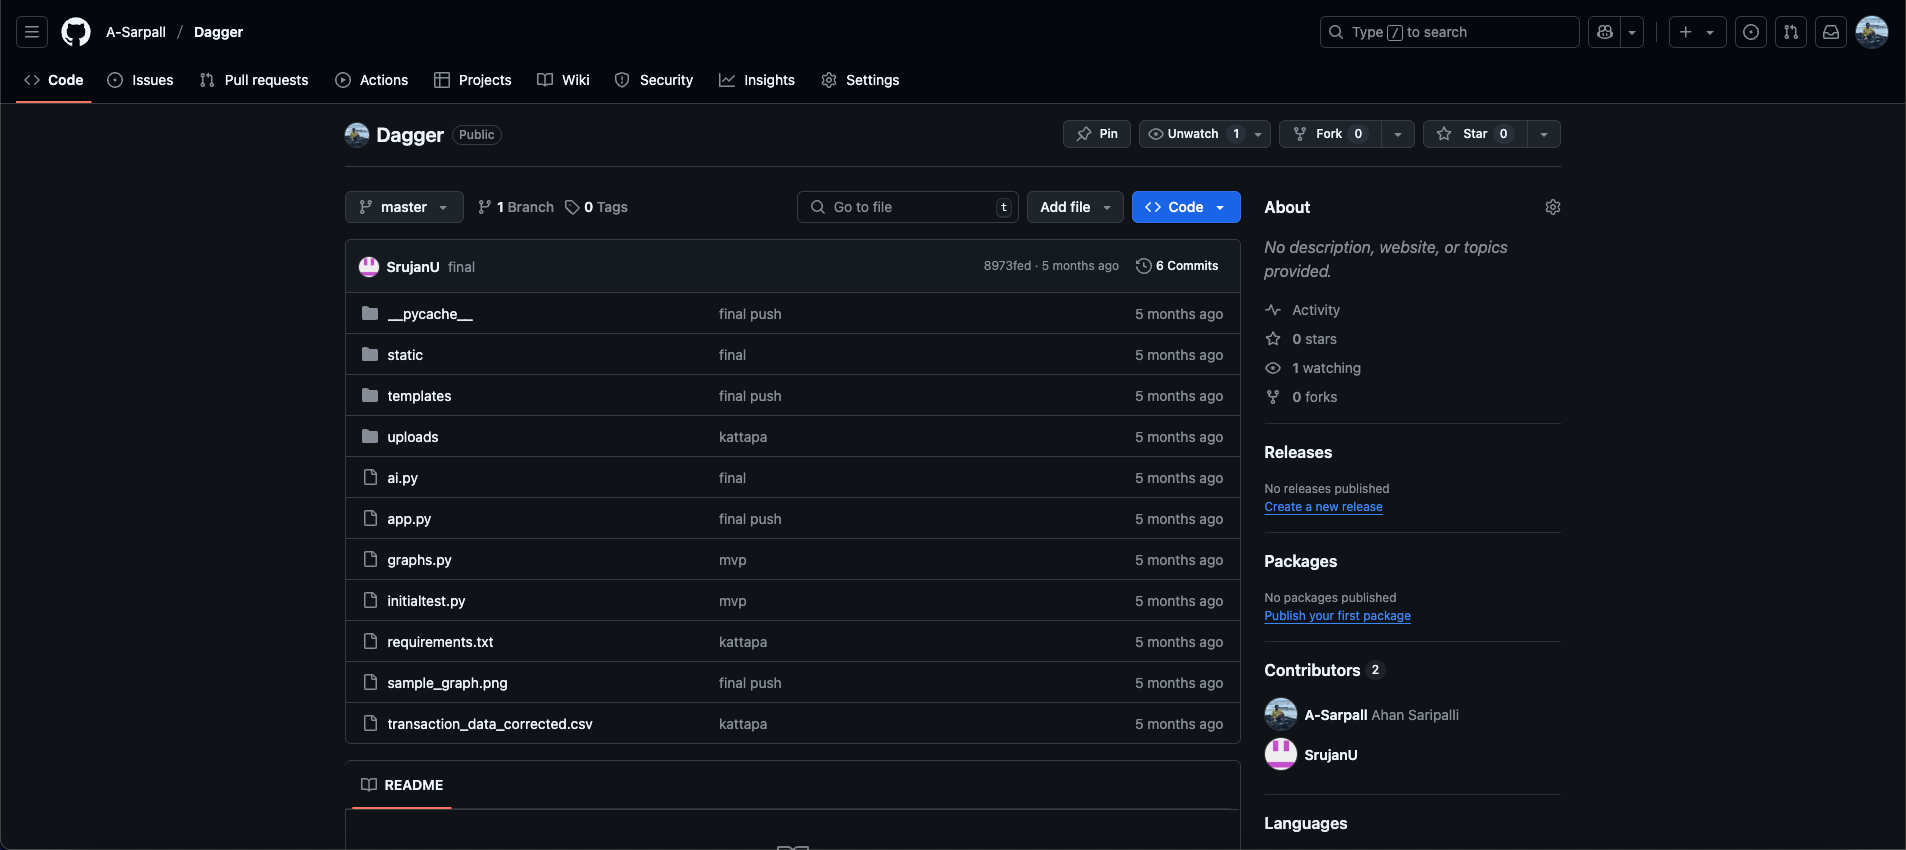 A-Sarpall / Dagger
Type / to search
Code Issues Pull requests Actions Projects Wiki Security Insights Settings
Dagger Public
Pin Unwatch 1 Fork 0 Star 0
master 1 Branch 0 Tags Go to file t Add file Code
SrujanU final 8973fed · 5 months ago 6 Commits
__pycache__ final push 5 months ago
static final 5 months ago
templates final push 5 months ago
uploads kattapa 5 months ago
ai.py final 5 months ago
app.py final push 5 months ago
graphs.py mvp 5 months ago
initialtest.py mvp 5 months ago
requirements.txt kattapa 5 months ago
sample_graph.png final push 5 months ago
transaction_data_corrected.csv kattapa 5 months ago
README
About
No description, website, or topics
provided.
Activity
0 stars
1 watching
0 forks
Releases
No releases published
Create a new release
Packages
No packages published
Publish your first package
Contributors 2
A-Sarpall Ahan Saripalli
SrujanU
Languages